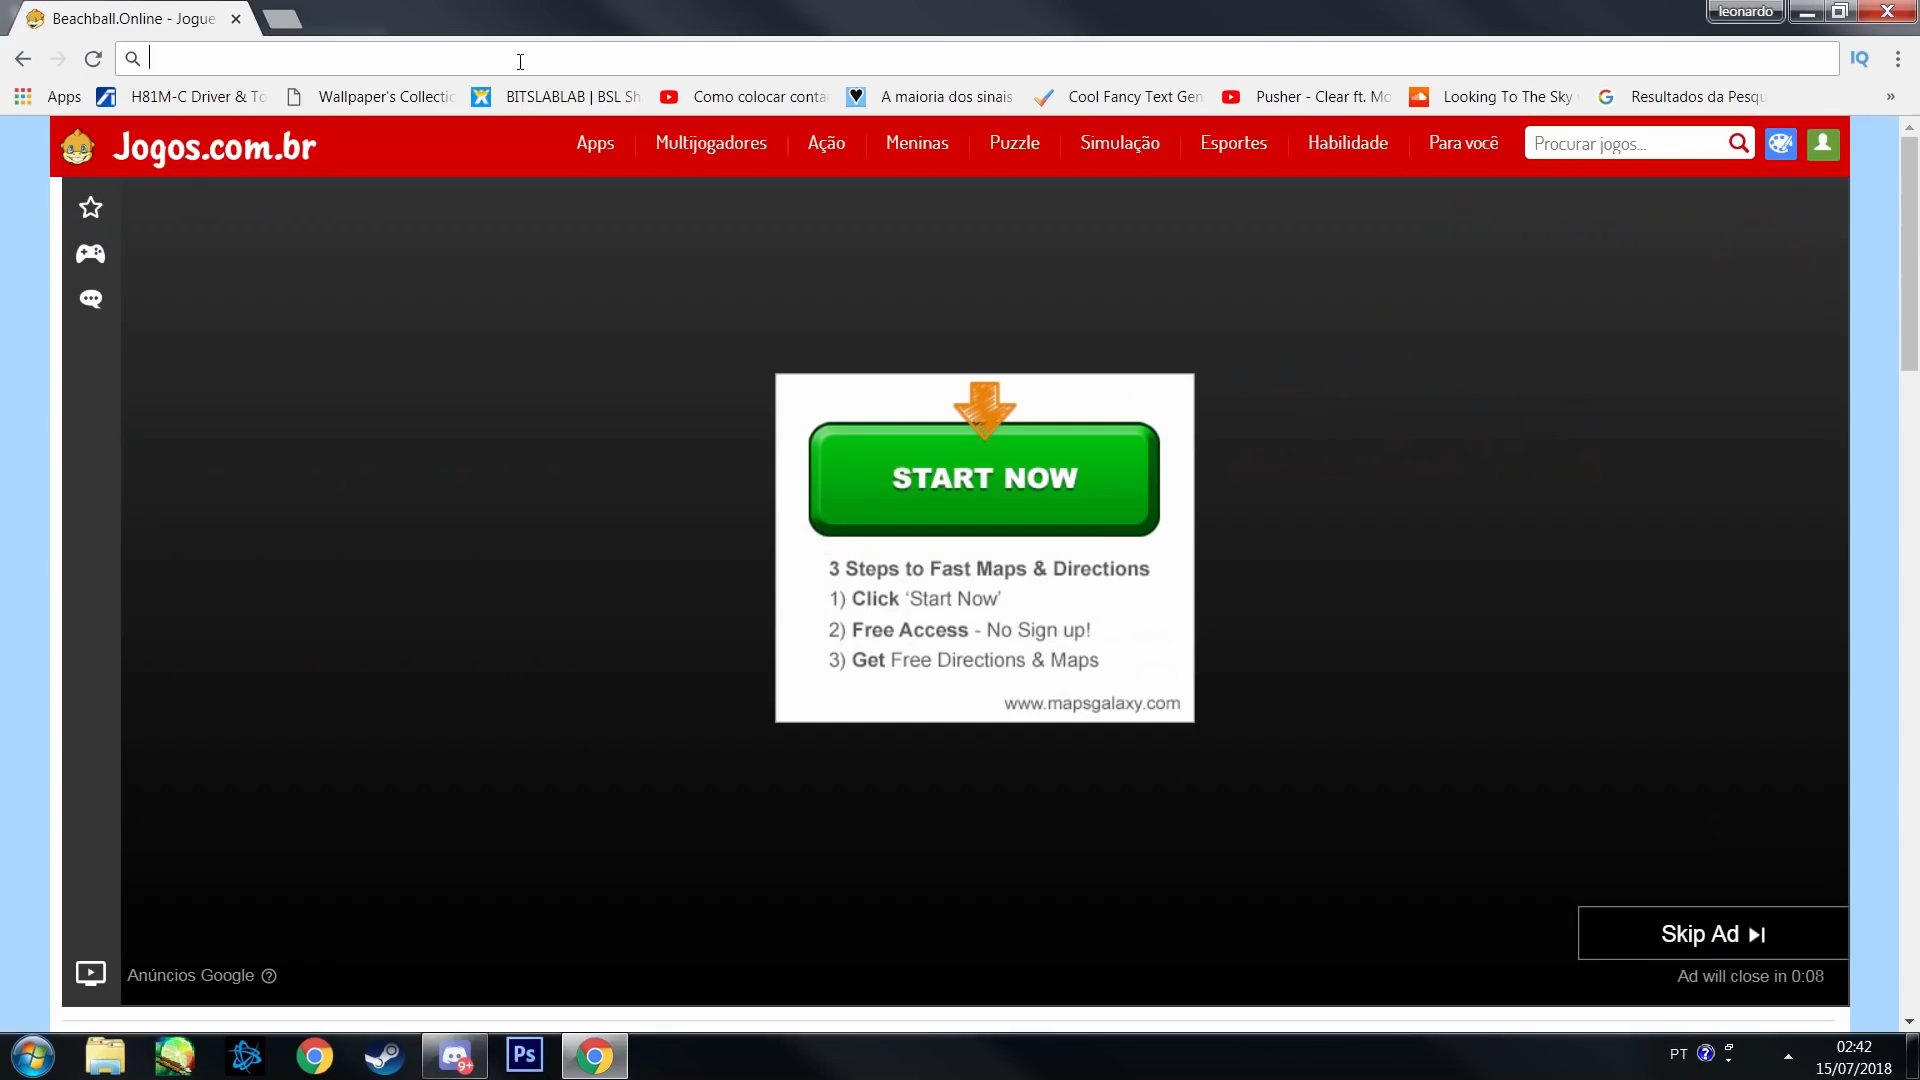 Beachball.Online - Jogue
leonardo
Apps H81M-C Driver & To Wallpaper's Collectic BITSLABLAB | BSL Sh Como colocar conta A maioria dos sinais Cool Fancy Text Gen Pusher - Clear ft. Mo Looking To The Sky Resultados da Pesqu »
Jogos.com.br Apps Multijogadores Ação Meninas Puzzle Simulação Esportes Habilidade Para você Procurar jogos...
START NOW
3 Steps to Fast Maps & Directions
1) Click ‘Start Now’
2) Free Access - No Sign up!
3) Get Free Directions & Maps
www.mapsgalaxy.com
Skip Ad
Anúncios Google
Ad will close in 0:08
9+
Ps
PT
02:42
15/07/2018